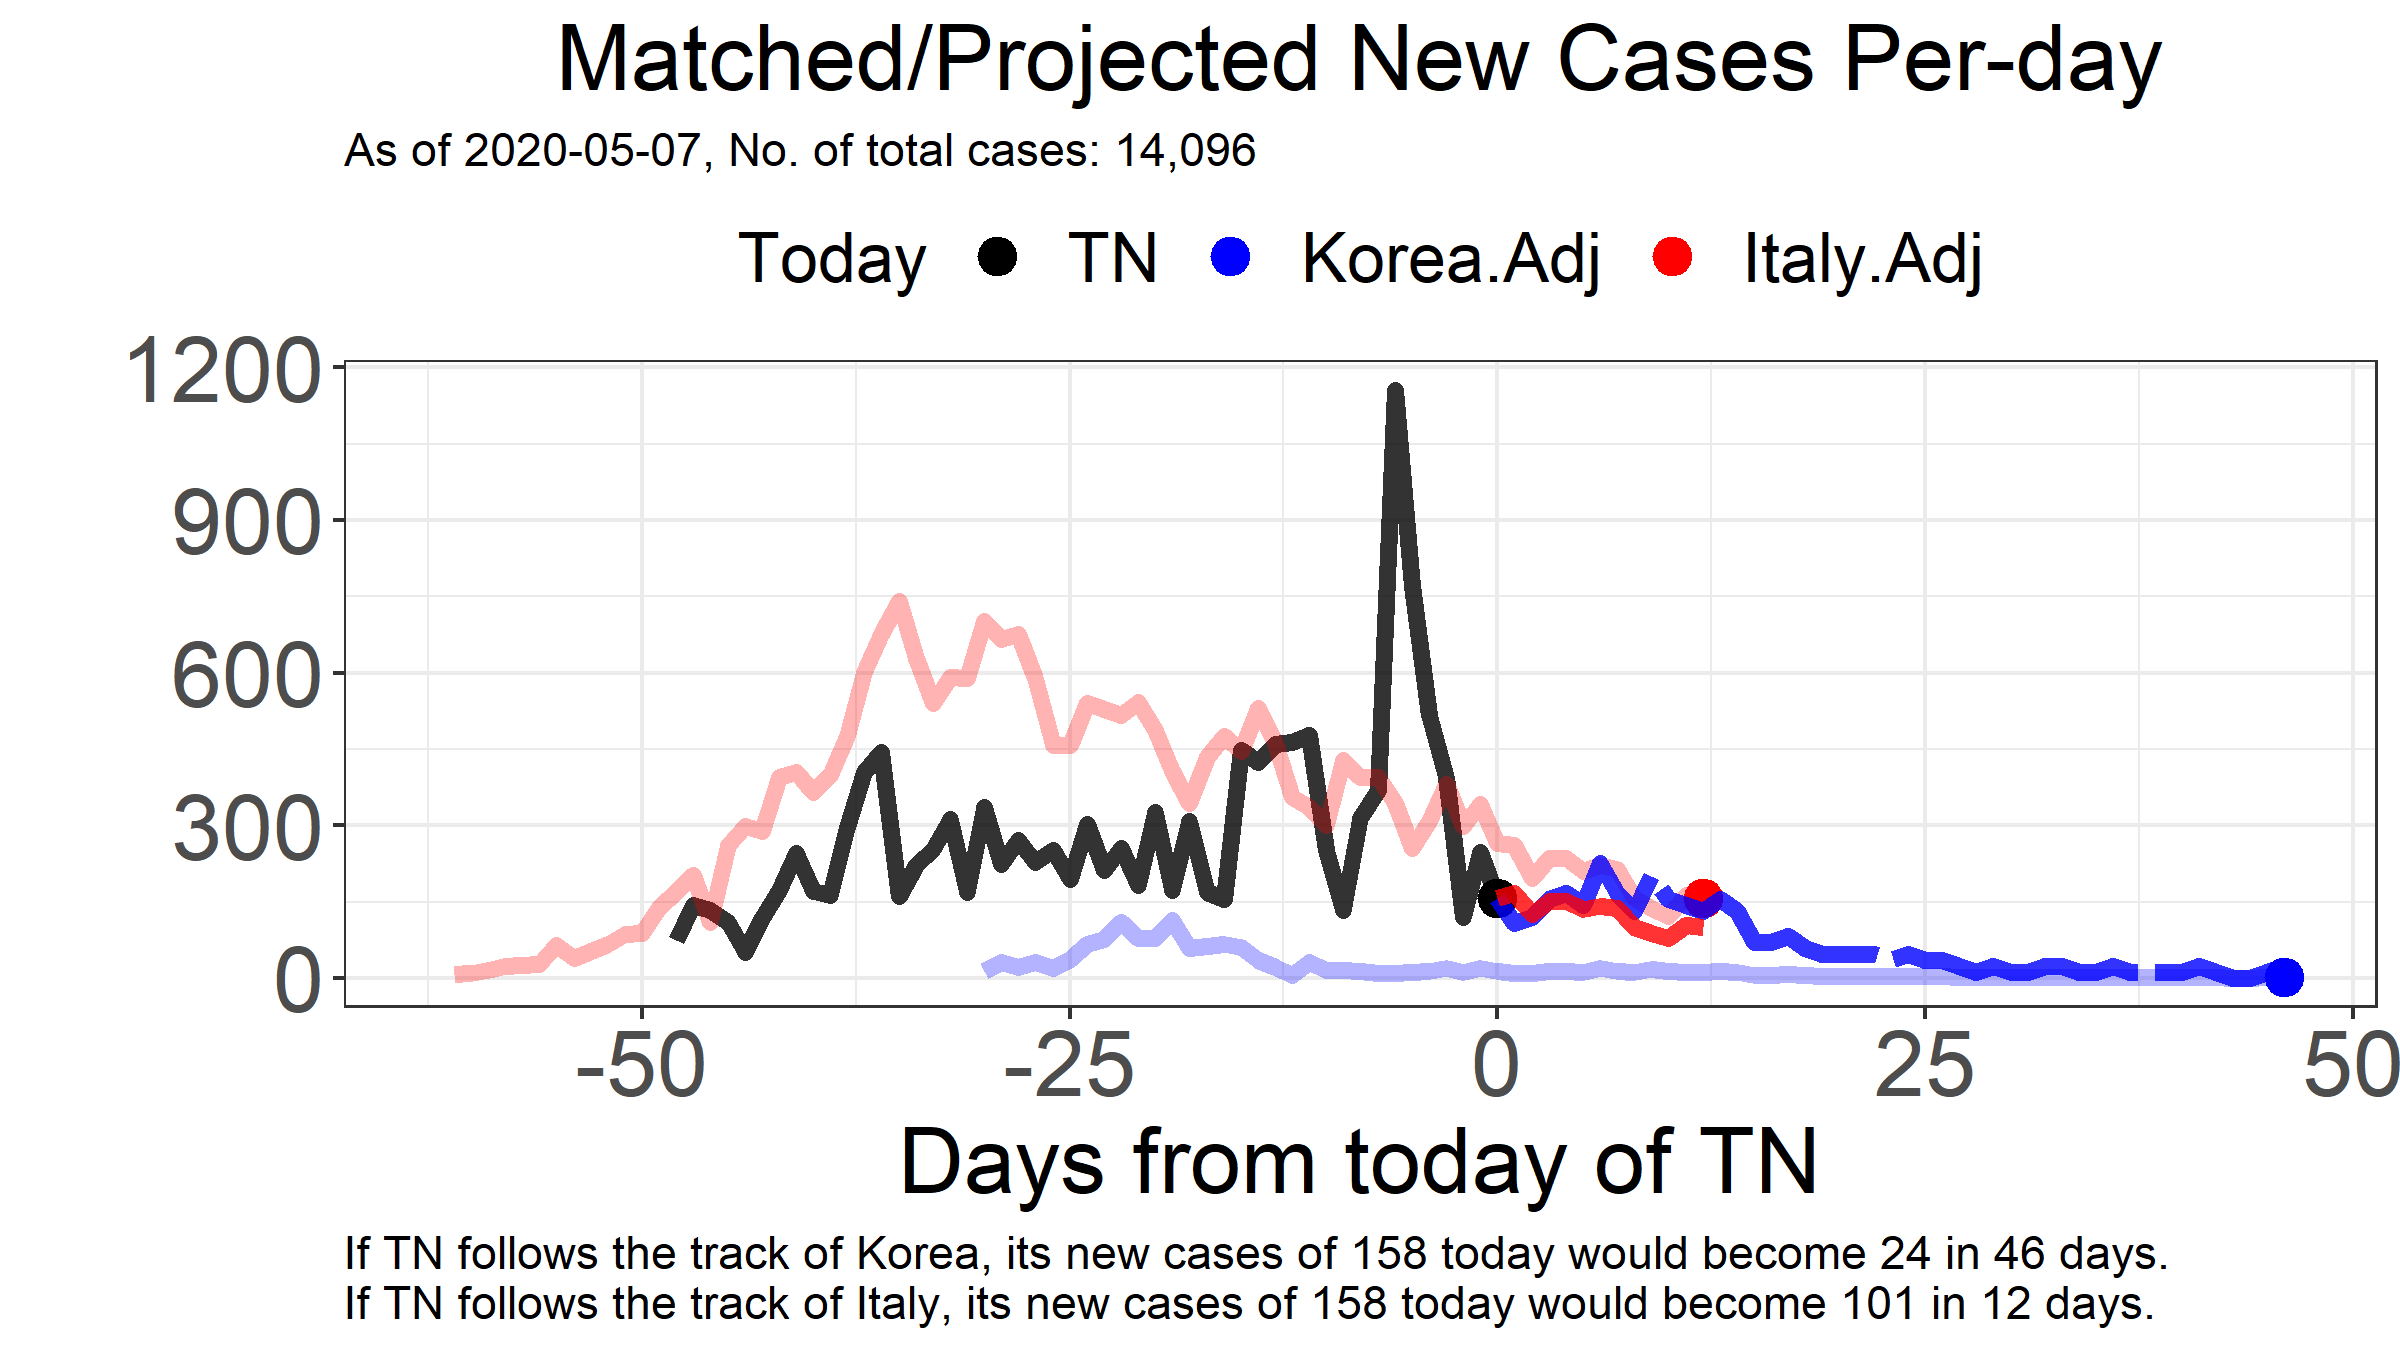 Matched/Projected New Cases Per-day
As of 2020-05-07, No. of total cases: 14,096
Today TN Korea.Adj Italy.Adj
1200
900
600
300
0
-50 -25 0 25 50
Days from today of TN
If TN follows the track of Korea, its new cases of 158 today would become 24 in 46 days.
If TN follows the track of Italy, its new cases of 158 today would become 101 in 12 days.